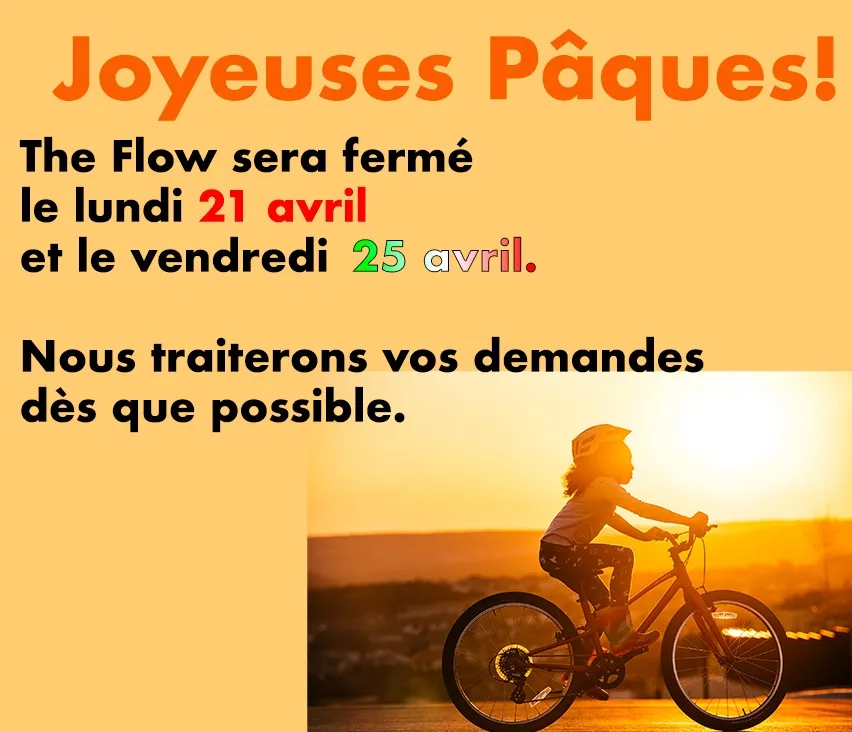 Joyeuses Pâques!
The Flow sera fermé
le lundi 21 avril
et le vendredi 25 avril.
Nous traiterons vos demandes
dès que possible.